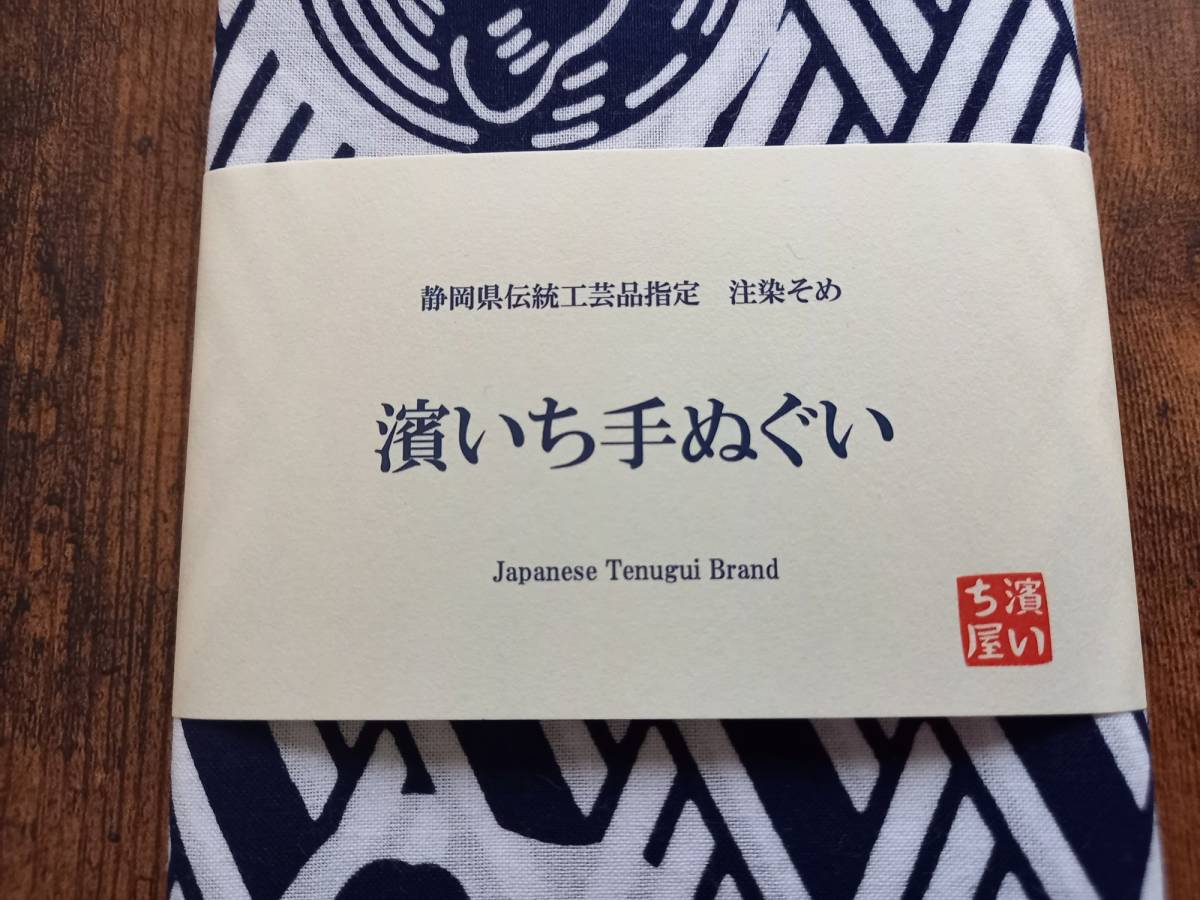 静岡県伝統工芸品指定　注染そめ
濱いち手ぬぐい
Japanese Tenugui Brand
濱い
ち屋